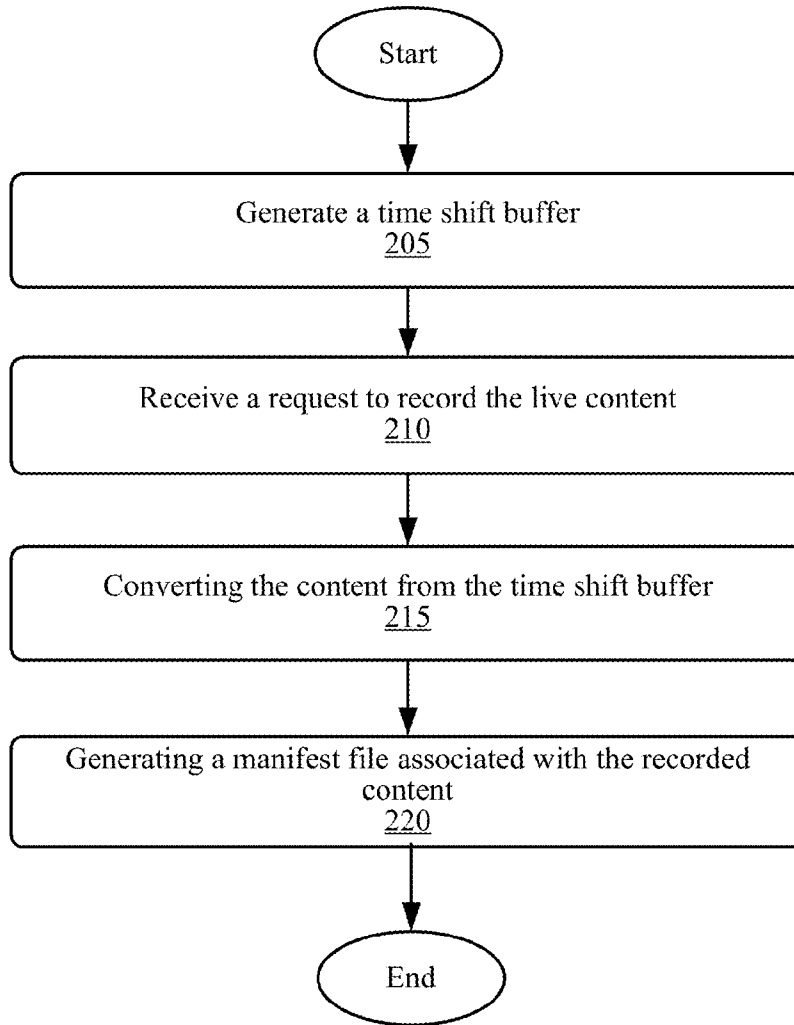 Start
Generate a time shift buffer
205
Receive a request to record the live content
210
Converting the content from the time shift buffer
215
Generating a manifest file associated with the recorded
content
220
End